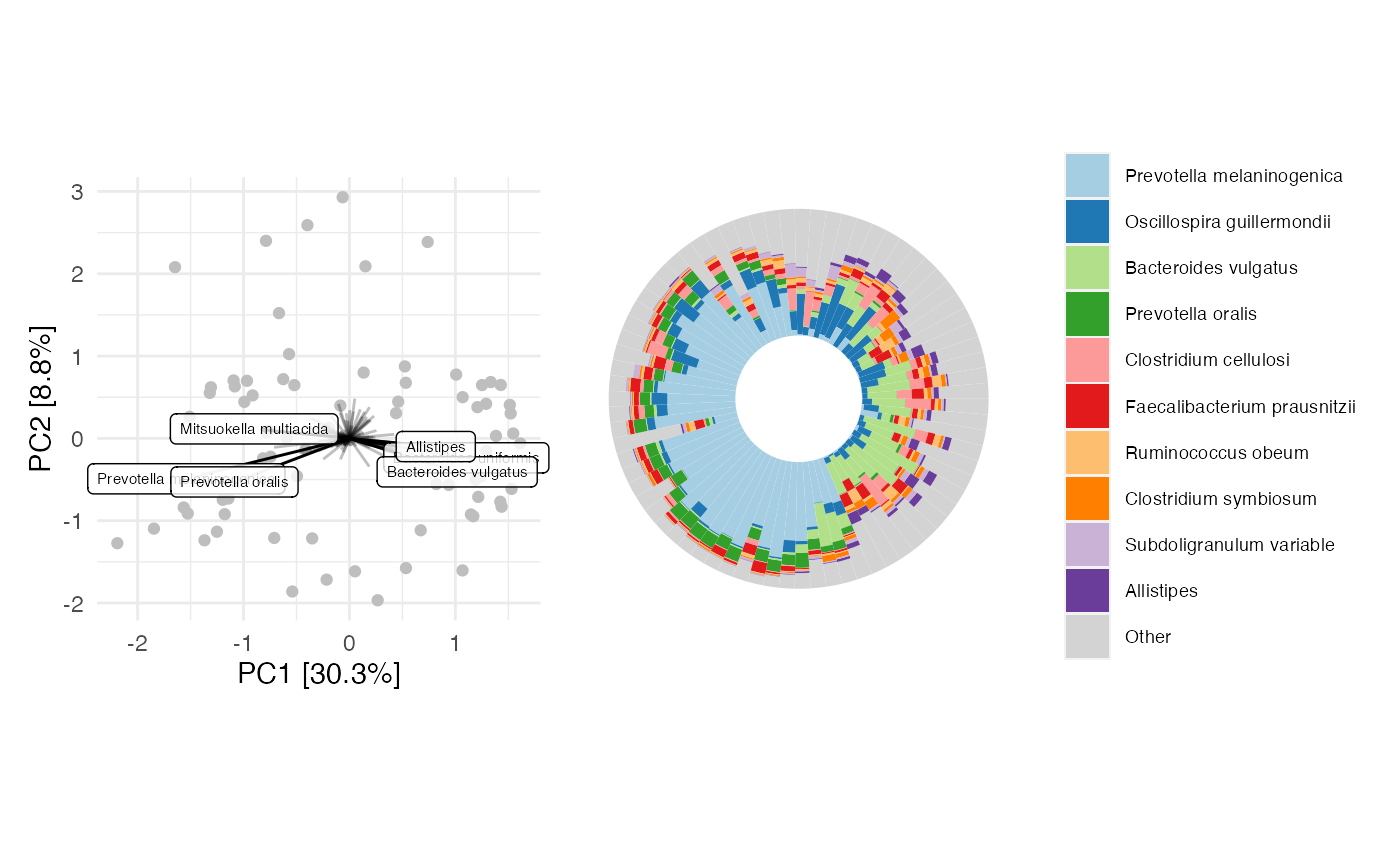 3
2
1
0
-1
-2
PC2 [8.8%]
Mitsuokella multiacida
Allistipes
uniformis
Bacteroides vulgatus
Prevotella
Prevotella oralis
-2
-1
0
1
PC1 [30.3%]
Prevotella melaninogenica
Oscillospira guillermondii
Bacteroides vulgatus
Prevotella oralis
Clostridium cellulosi
Faecalibacterium prausnitzii
Ruminococcus obeum
Clostridium symbiosum
Subdoligranulum variable
Allistipes
Other